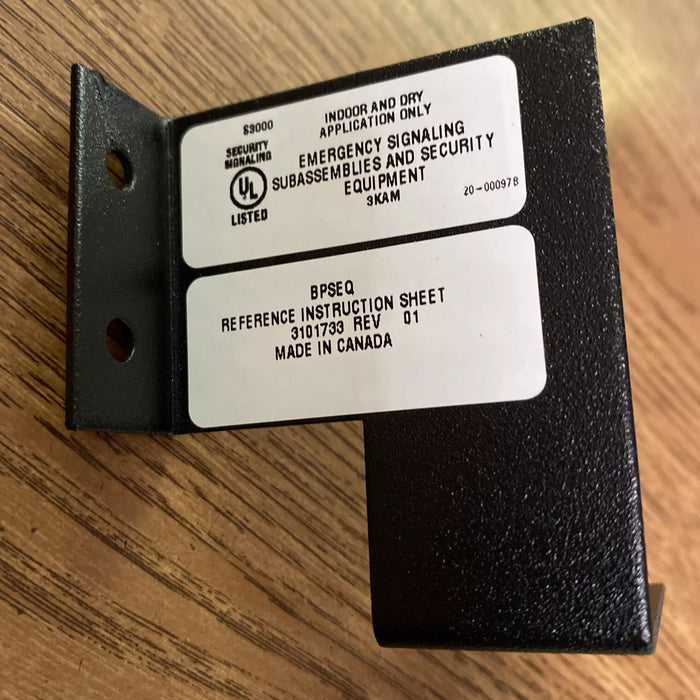 S3000
INDOOR AND DRY
APPLICATION ONLY
SECURITY
SIGNALING
UL
LISTED
EMERGENCY SIGNALING
SUBASSEMBLIES AND SECURITY
EQUIPMENT
3KAM
20-00097B
BPSEQ
REFERENCE INSTRUCTION SHEET
3101733 REV 01
MADE IN CANADA